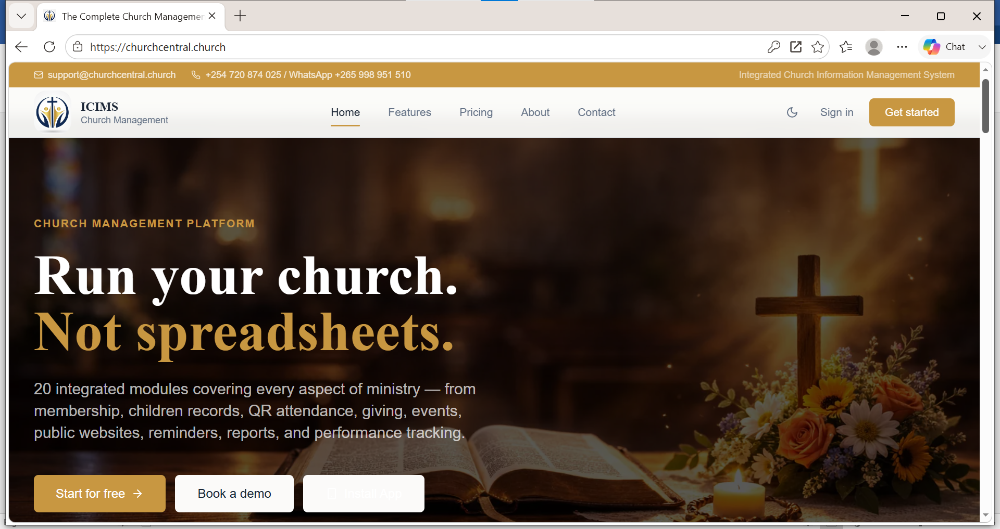 The Complete Church Managemen
https://churchcentral.church
Chat
support@churchcentral.church
+254 720 874 025 / WhatsApp +265 998 951 510
Integrated Church Information Management System
ICIMS
Church Management
Home
Features
Pricing
About
Contact
Sign in
Get started
CHURCH MANAGEMENT PLATFORM
Run your church.
Not spreadsheets.
20 integrated modules covering every aspect of ministry — from
membership, children records, QR attendance, giving, events,
public websites, reminders, reports, and performance tracking.
Start for free →
Book a demo
Install App